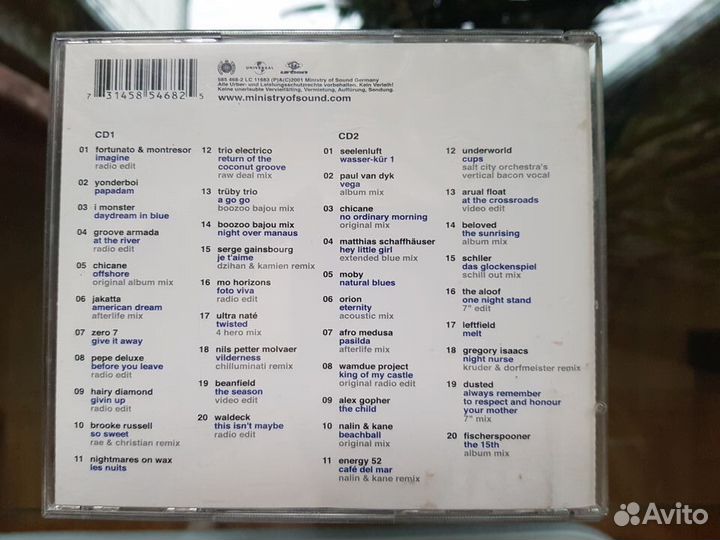 UNIVERSAL
urban
585 468-2 LC 11683 (P)&(C)2001 Ministry of Sound Germany
Alle Urher- und Leistungsschutzrechte vorbehalten. Kein Verleih!
Keine unerlaubte Vervielfältung, Vermietung, Aufführung, Sendung.
www.ministryofsound.com
7 31458 54682 5
CD1
01 fortunato & montresor
imagine
radio edit
02 yonderboi
papadam
03 i monster
daydream in blue
04 groove armada
at the river
radio edit
05 chicane
offshore
original album mix
06 jakatta
american dream
afterlife mix
07 zero 7
give it away
08 pepe deluxe
before you leave
radio edit
09 hairy diamond
givin up
radio edit
10 brooke russell
so sweet
rae & christian remix
11 nightmares on wax
les nuits
12 trio electrico
return of the
coconut groove
raw deal mix
13 trüby trio
a go go
boozoo bajou mix
14 boozoo bajou mix
night over manaus
15 serge gainsbourg
je t'aime
dzihan & kamien remix
16 mo horizons
foto viva
radio edit
17 ultra naté
twisted
4 hero mix
18 nils petter molvaer
vilderness
chilluminati remix
19 beanfield
the season
video edit
20 waldeck
this isn't maybe
radio edit
CD2
01 seelenluft
wasser-kür 1
02 paul van dyk
vega
album mix
03 chicane
no ordinary morning
original mix
04 matthias schaffhäuser
hey little girl
extended blue mix
05 moby
natural blues
06 orion
eternity
acoustic mix
07 afro medusa
pasilda
afterlife mix
08 wamdue project
king of my castle
original radio edit
09 alex gopher
the child
10 nalin & kane
beachball
original mix
11 energy 52
café del mar
nalin & kane remix
12 underworld
cups
salt city orchestra's
vertical bacon vocal
13 arual float
at the crossroads
video edit
14 beloved
the sunrising
album mix
15 schiller
das glockenspiel
schill out mix
16 the aloof
one night stand
7" edit
17 leftfield
melt
18 gregory isaacs
night nurse
kruder & dorfmeister remix
19 dusted
always remember
to respect and honour
your mother
7" mix
20 fischerspooner
the 15th
album mix
Avito